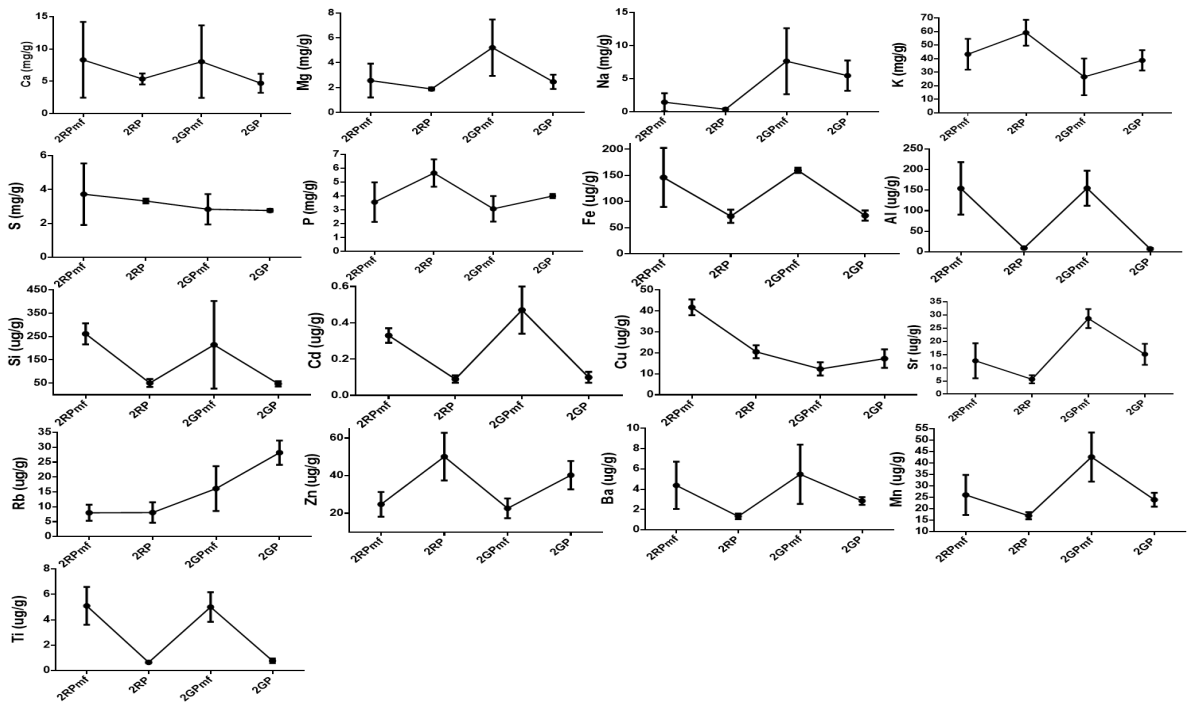 Ca (mg/g)
15
10
5
0
2RPmf 2RP 2GPmf 2GP
Mg (mg/g)
8
6
4
2
0
2RPmf 2RP 2GPmf 2GP
Na (mg/g)
15
10
5
0
2RPmf 2RP 2GPmf 2GP
K (mg/g)
70
60
50
40
30
20
10
0
2RPmf 2RP 2GPmf 2GP
S (mg/g)
6
4
2
0
2RPmf 2RP 2GPmf 2GP
P (mg/g)
7
6
5
4
3
2
1
0
2RPmf 2RP 2GPmf 2GP
Fe (ug/g)
200
150
100
50
0
2RPmf 2RP 2GPmf 2GP
Al (ug/g)
250
200
150
100
50
0
2RPmf 2RP 2GPmf 2GP
Si (ug/g)
450
350
250
150
50
2RPmf 2RP 2GPmf 2GP
Cd (ug/g)
0.6
0.4
0.2
0.0
2RPmf 2RP 2GPmf 2GP
Cu (ug/g)
50
40
30
20
10
0
2RPmf 2RP 2GPmf 2GP
Sr (ug/g)
35
30
25
20
15
10
5
0
2RPmf 2RP 2GPmf 2GP
Rb (ug/g)
35
30
25
20
15
10
5
0
2RPmf 2RP 2GPmf 2GP
Zn (ug/g)
60
40
20
2RPmf 2RP 2GPmf 2GP
Ba (ug/g)
8
6
4
2
0
2RPmf 2RP 2GPmf 2GP
Mn (ug/g)
55
50
45
40
35
30
25
20
15
10
2RPmf 2RP 2GPmf 2GP
Ti (ug/g)
8
6
4
2
0
2RPmf 2RP 2GPmf 2GP